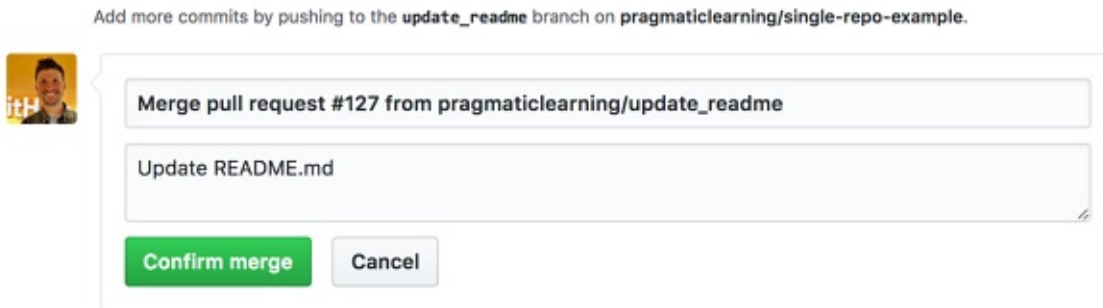 Add more commits by pushing to the update_readme branch on pragmaticlearning/single-repo-example.
itH
Merge pull request #127 from pragmaticlearning/update_readme
Update README.md
Confirm merge Cancel